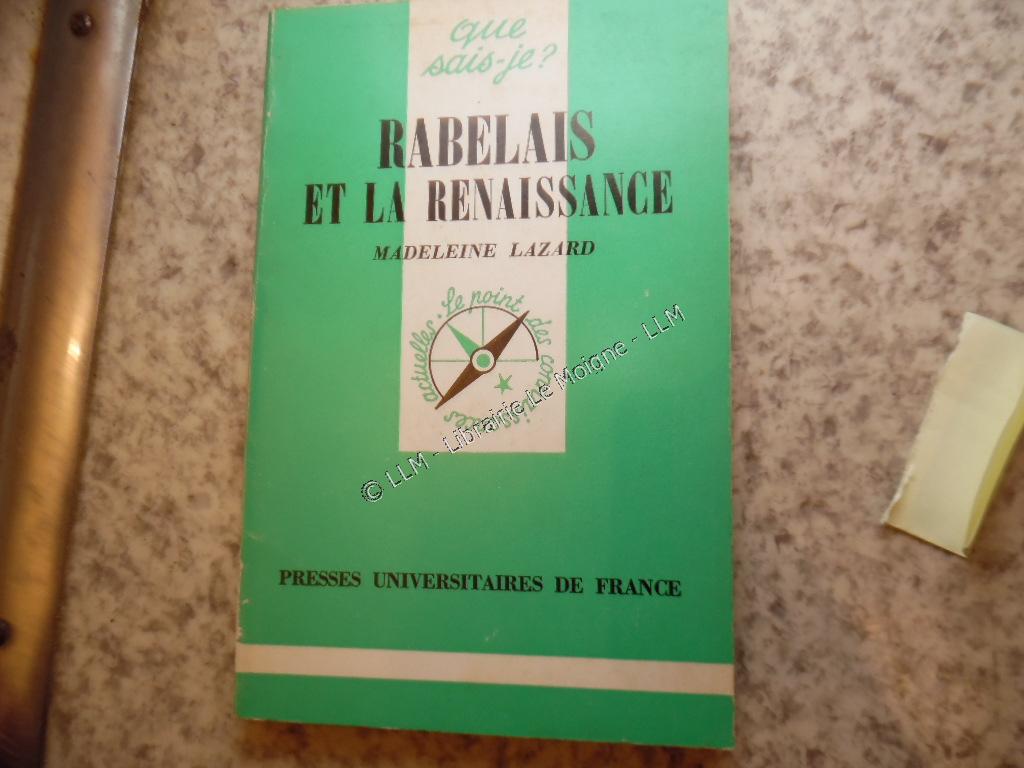 que
sais-je?
RABELAIS
ET LA RENAISSANCE
MADELEINE LAZARD
Le point des connaissances actuelles
© LLM - Librairie Le Moigne - LLM
PRESSES UNIVERSITAIRES DE FRANCE